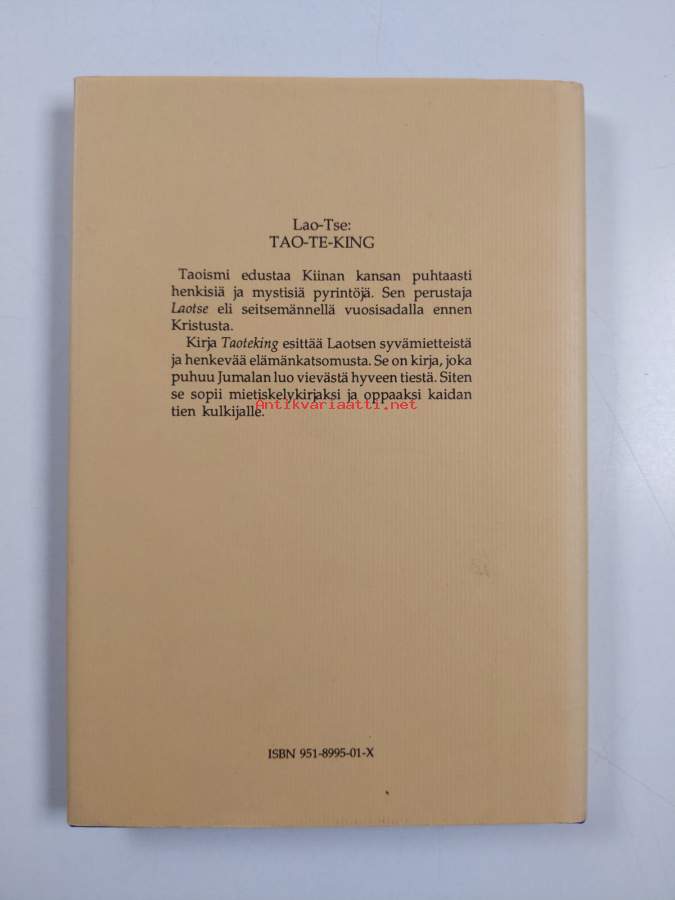 Lao-Tse:
TAO-TE-KING
Taoismi edustaa Kiinan kansan puhtaasti
henkisiä ja mystisiä pyrintöjä. Sen perustaja
Laotse eli seitsemännellä vuosisadalla ennen
Kristusta.
Kirja Taoteking esittää Laotsen syvämietteistä
ja henkevää elämänkatsomusta. Se on kirja, joka
puhuu Jumalan luo vievästä hyveen tiestä. Siten
se sopii mietiskelykirjaksi ja oppaaksi kaidan
Antikvariaatti.net
tien kulkijalle.
ISBN 951-8995-01-X